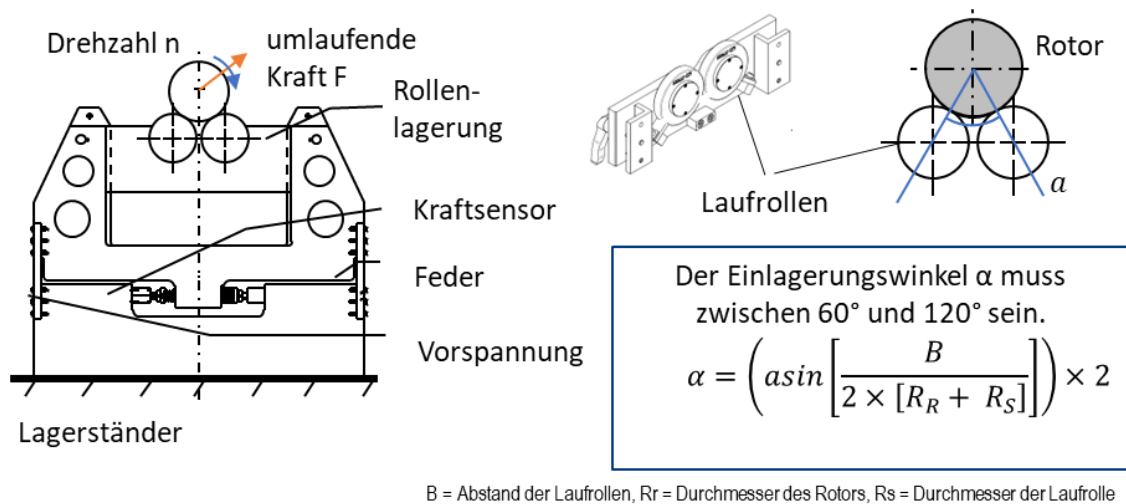 Drehzahl n
umlaufende
Kraft F
Rollen-
lagerung
Kraftsensor
Feder
Vorspannung
Lagerständer
Rotor
Laufrollen
a
Der Einlagerungswinkel α muss
zwischen 60° und 120° sein.
α = (asin[B / (2 × [R_R + R_S])]) × 2
B = Abstand der Laufrollen, Rr = Durchmesser des Rotors, Rs = Durchmesser der Laufrolle